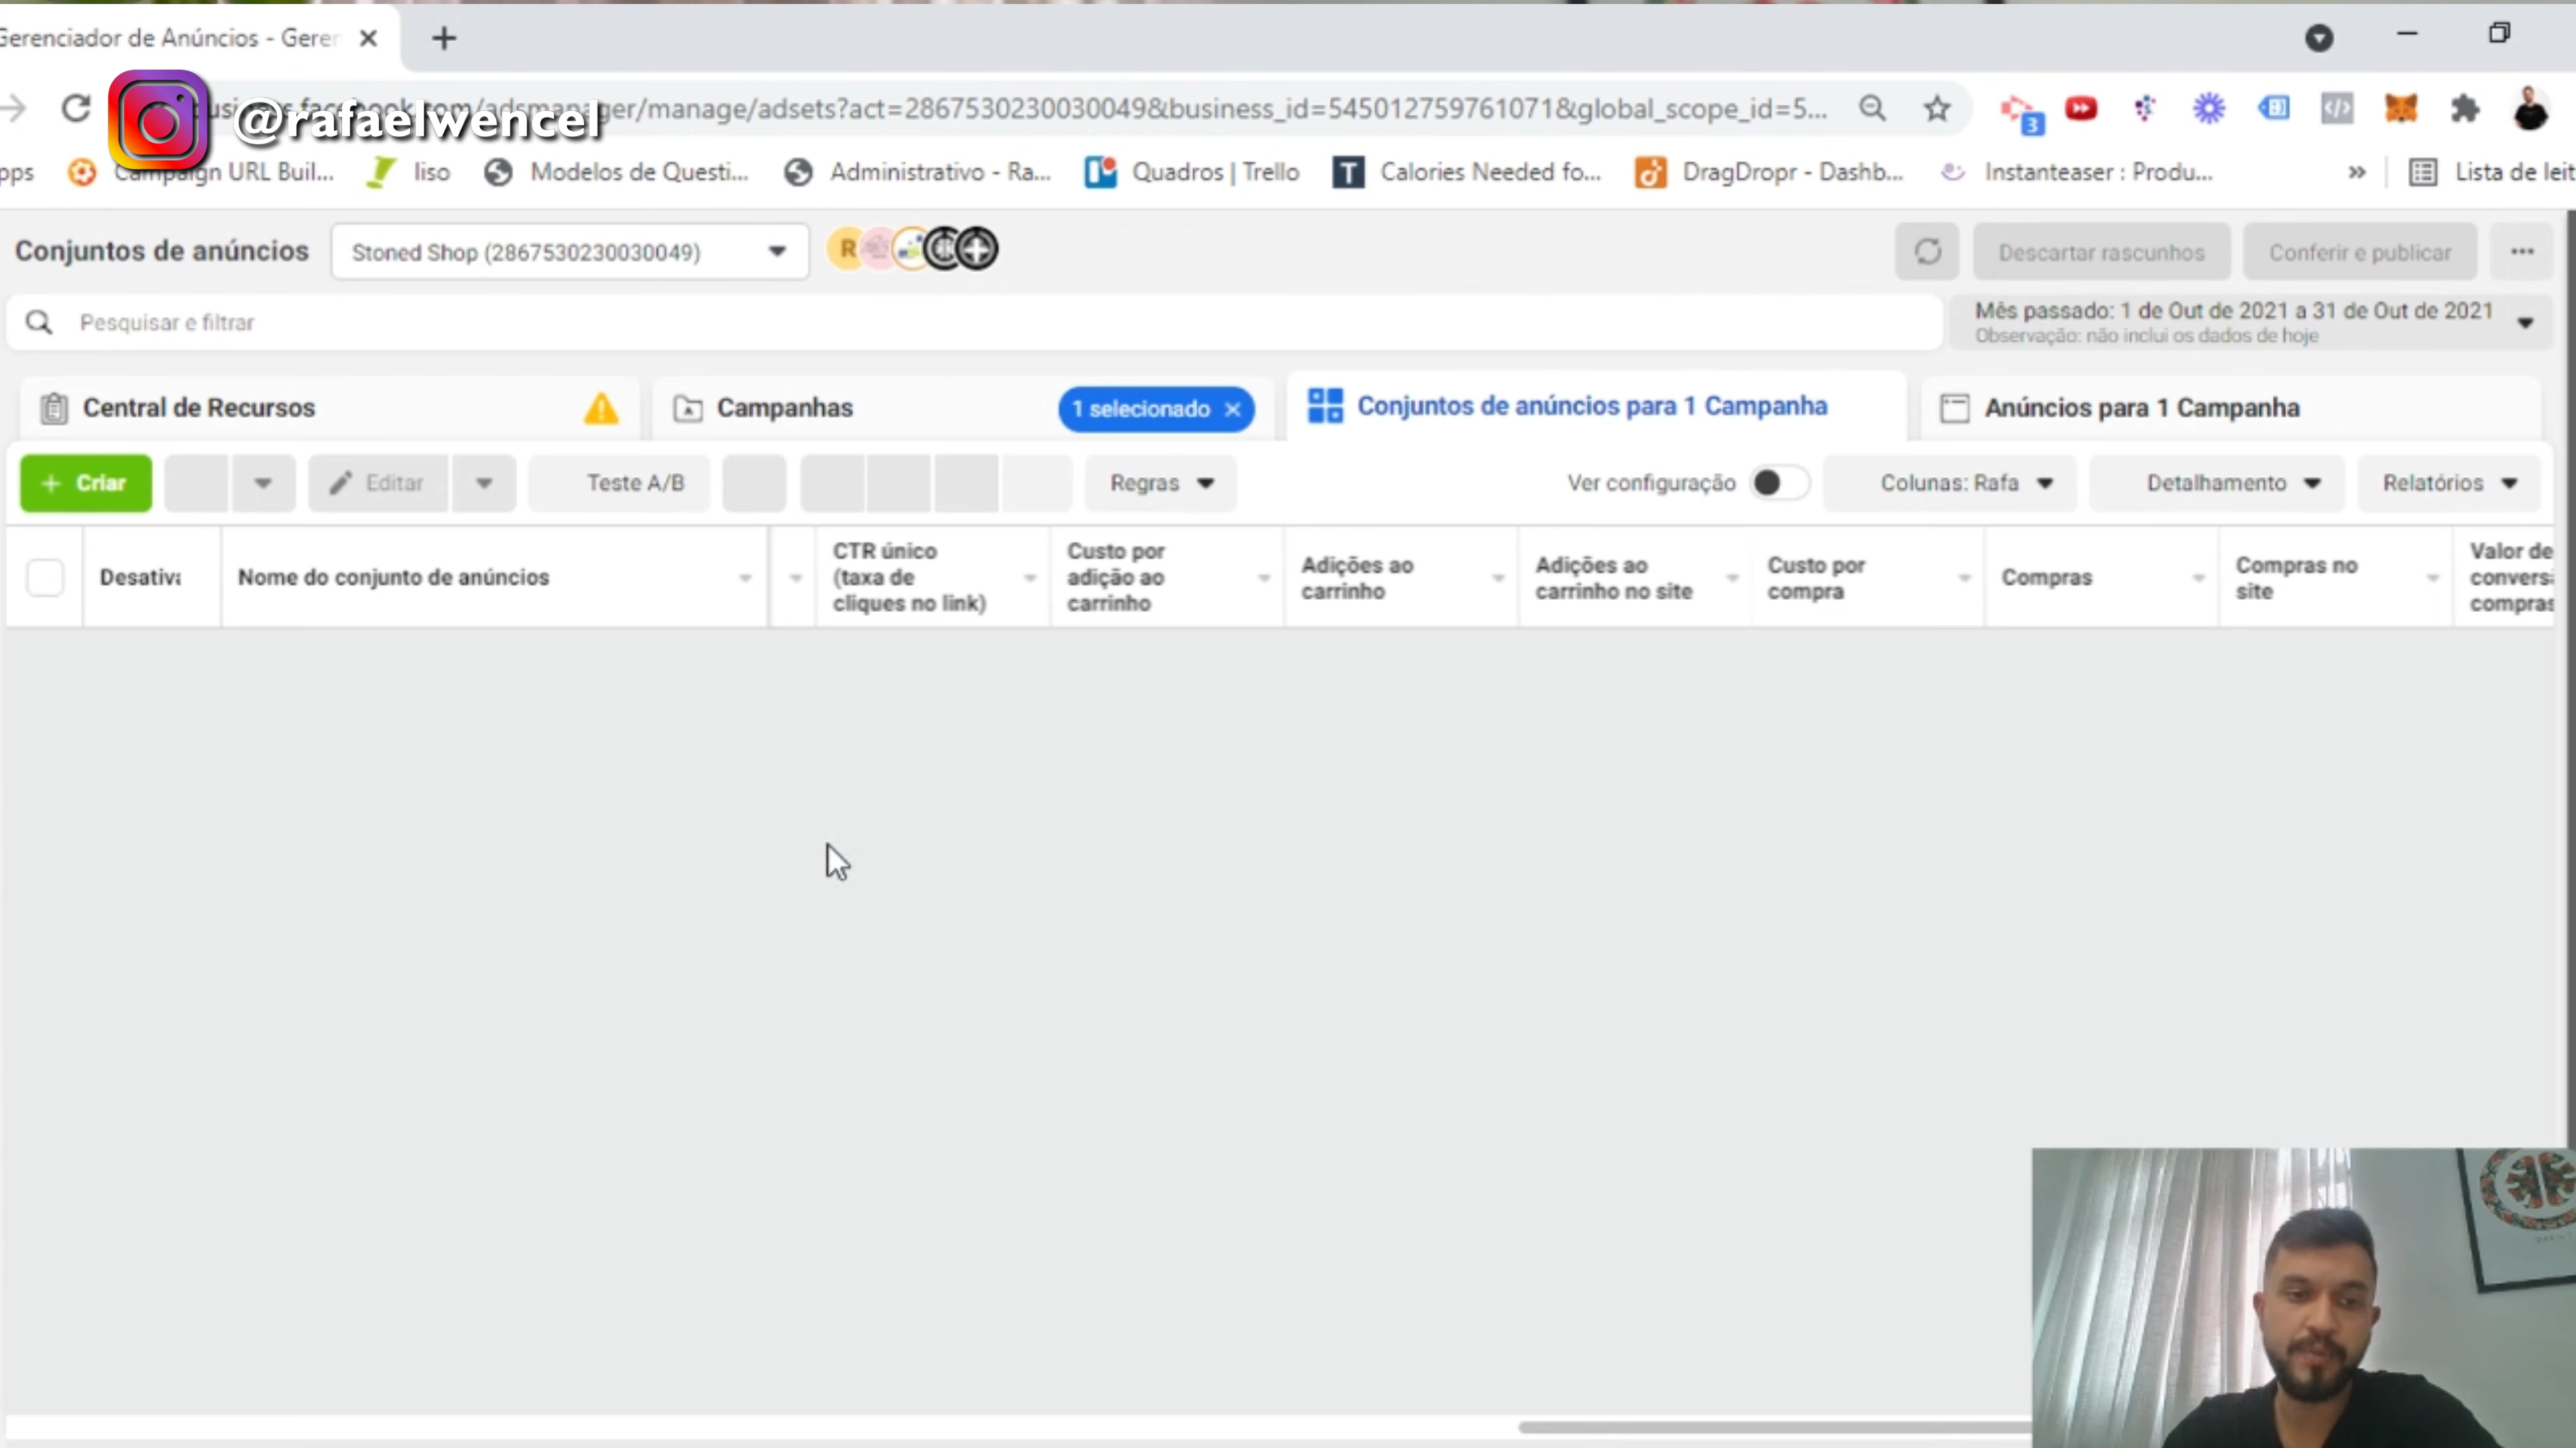 Gerenciador de Anúncios - Geren
@rafaelwencel
facebook.com/adsmanager/manage/adsets?act=2867530230030049&business_id=545012759761071&global_scope_id=5...
3
Campaign URL Buil...
liso
Modelos de Questi...
Administrativo - Ra...
Quadros | Trello
T
Calories Needed fo...
DragDropr - Dashb...
Instanteaser : Produ...
»
Lista de leit
Conjuntos de anúncios
Stoned Shop (2867530230030049)
R
Descartar rascunhos
Conferir e publicar
Pesquisar e filtrar
Mês passado: 1 de Out de 2021 a 31 de Out de 2021
Observação: não inclui os dados de hoje
Central de Recursos
Campanhas
1 selecionado
Conjuntos de anúncios para 1 Campanha
Anúncios para 1 Campanha
+ Criar
Editar
Teste A/B
Regras
Ver configuração
Colunas: Rafa
Detalhamento
Relatórios
Desativa
Nome do conjunto de anúncios
CTR único
(taxa de
cliques no link)
Custo por
adição ao
carrinho
Adições ao
carrinho
Adições ao
carrinho no site
Custo por
compra
Compras
Compras no
site
Valor de
convers
compras